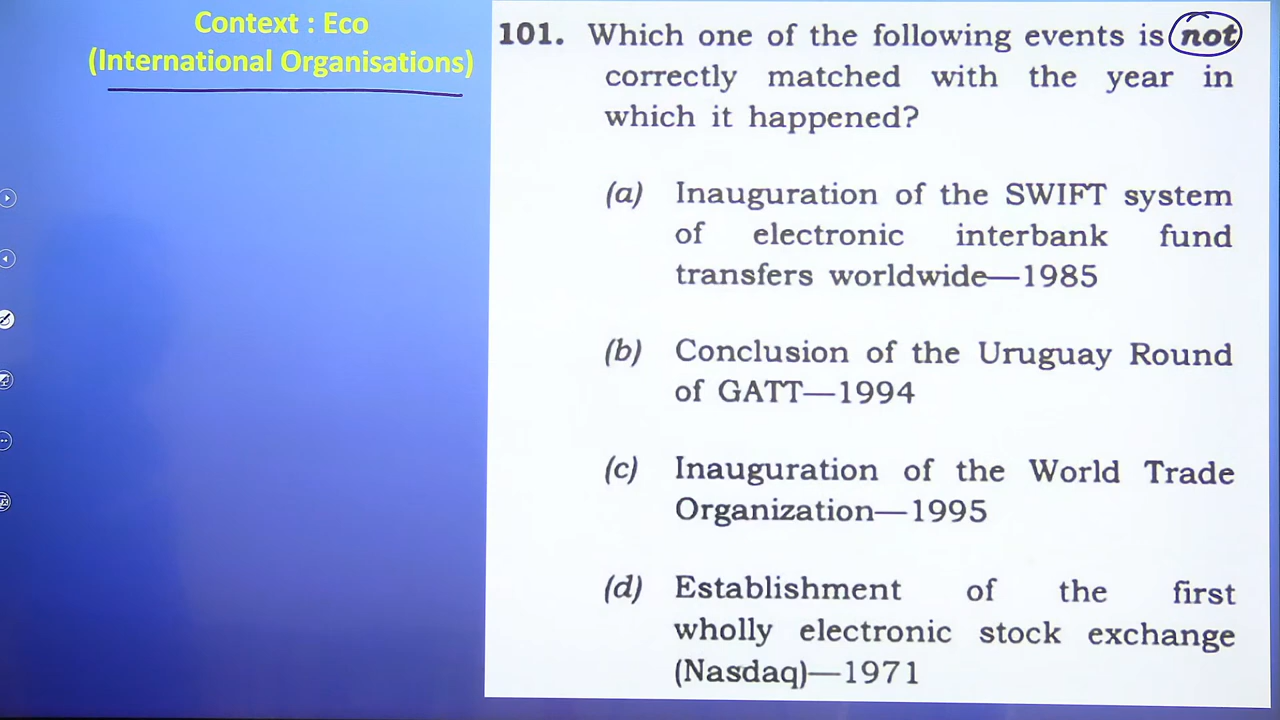 Context : Eco
(International Organisations)
101. Which one of the following events is not
correctly matched with the year in
which it happened?
(a) Inauguration of the SWIFT system
of electronic interbank fund
transfers worldwide—1985
(b) Conclusion of the Uruguay Round
of GATT—1994
(c) Inauguration of the World Trade
Organization—1995
(d) Establishment of the first
wholly electronic stock exchange
(Nasdaq)—1971